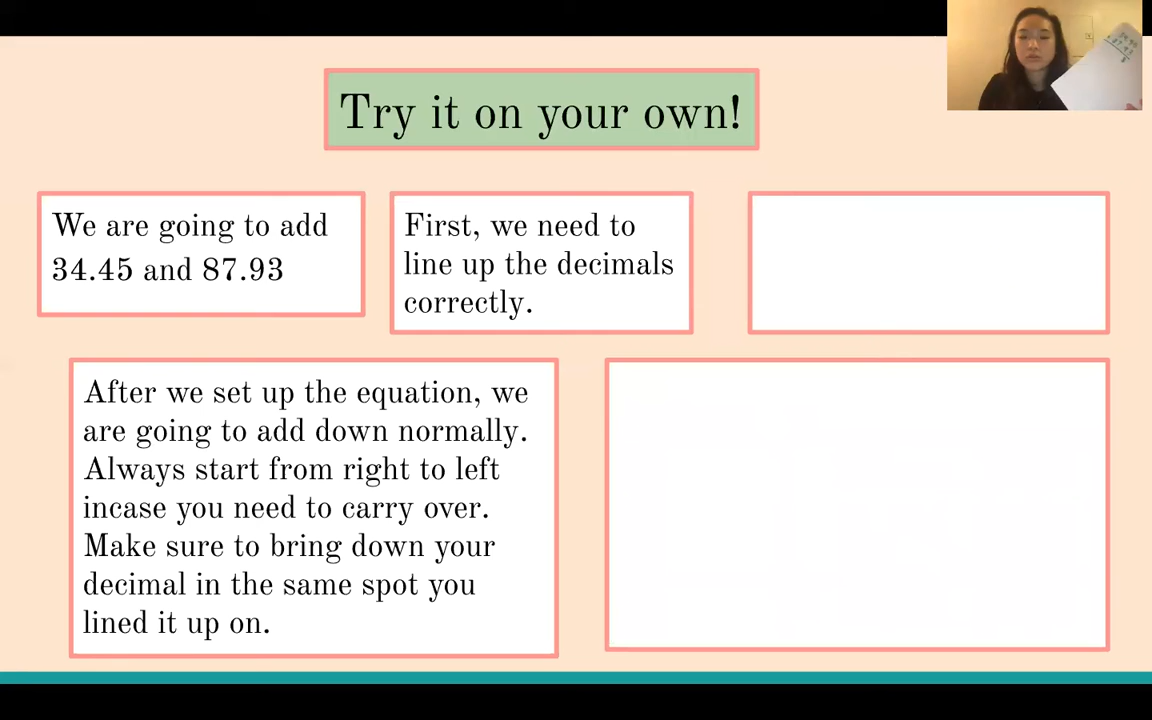 Try it on your own!
We are going to add
34.45 and 87.93
First, we need to
line up the decimals
correctly.
After we set up the equation, we
are going to add down normally.
Always start from right to left
incase you need to carry over.
Make sure to bring down your
decimal in the same spot you
lined it up on.